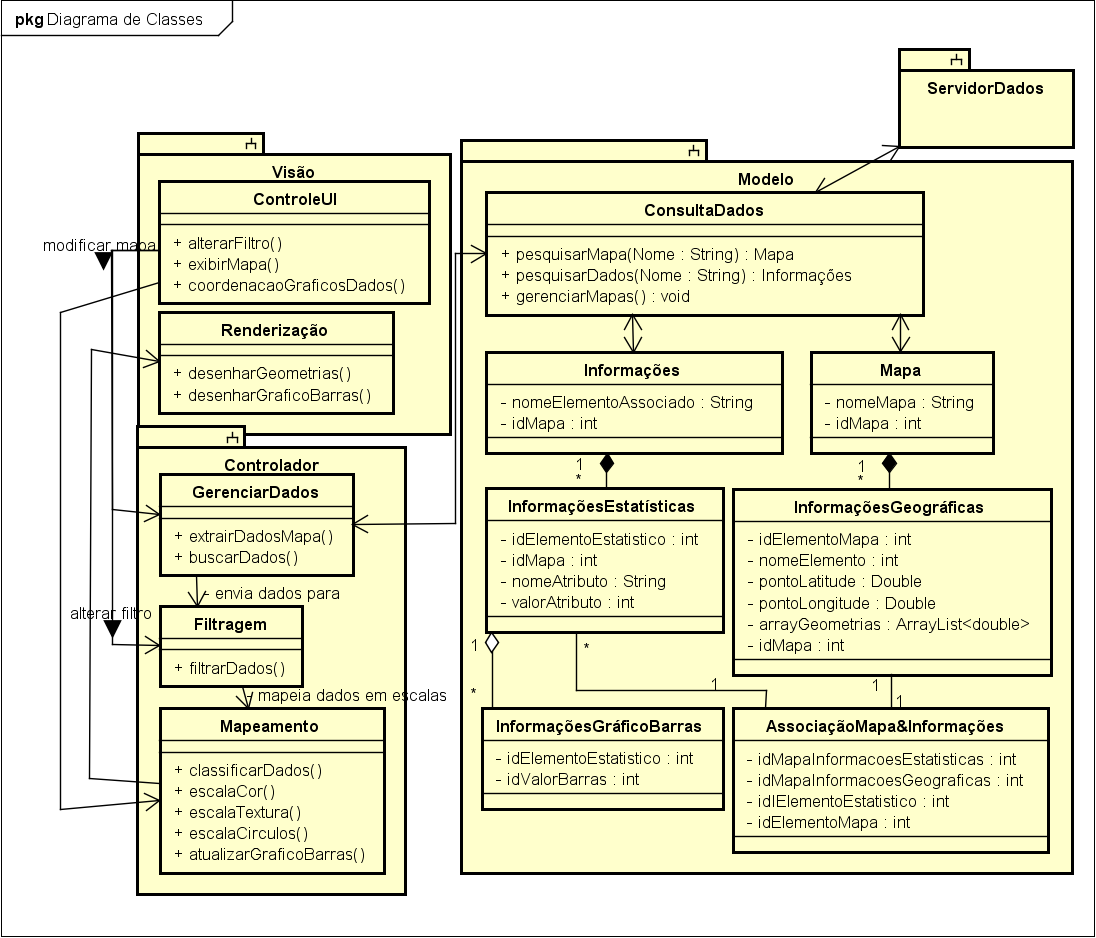 pkg Diagrama de Classes
ServidorDados
Visão
ControleUI
+ alterarFiltro()
+ exibirMapa()
+ coordenacaoGraficosDados()
modificar mapa
Renderização
+ desenharGeometrias()
+ desenharGraficoBarras()
Controlador
GerenciarDados
+ extrairDadosMapa()
+ buscarDados()
- envia dados para
alterar filtro
Filtragem
+ filtrarDados()
- mapeia dados em escalas
Mapeamento
+ classificarDados()
+ escalaCor()
+ escalaTextura()
+ escalaCirculos()
+ atualizarGraficoBarras()
Modelo
ConsultaDados
+ pesquisarMapa(Nome : String) : Mapa
+ pesquisarDados(Nome : String) : Informações
+ gerenciarMapas() : void
Informações
- nomeElementoAssociado : String
- idMapa : int
1
*
Mapa
- nomeMapa : String
- idMapa : int
1
*
InformaçõesEstatísticas
- idElementoEstatistico : int
- idMapa : int
- nomeAtributo : String
- valorAtributo : int
1
*
*
1
InformaçõesGeográficas
- idElementoMapa : int
- nomeElemento : int
- pontoLatitude : Double
- pontoLongitude : Double
- arrayGeometrias : ArrayList<double>
- idMapa : int
1
1
InformaçõesGráficoBarras
- idElementoEstatistico : int
- idValorBarras : int
AssociaçãoMapa&Informações
- idMapaInformacoesEstatisticas : int
- idMapaInformacoesGeograficas : int
- idIElementoEstatistico : int
- idElementoMapa : int